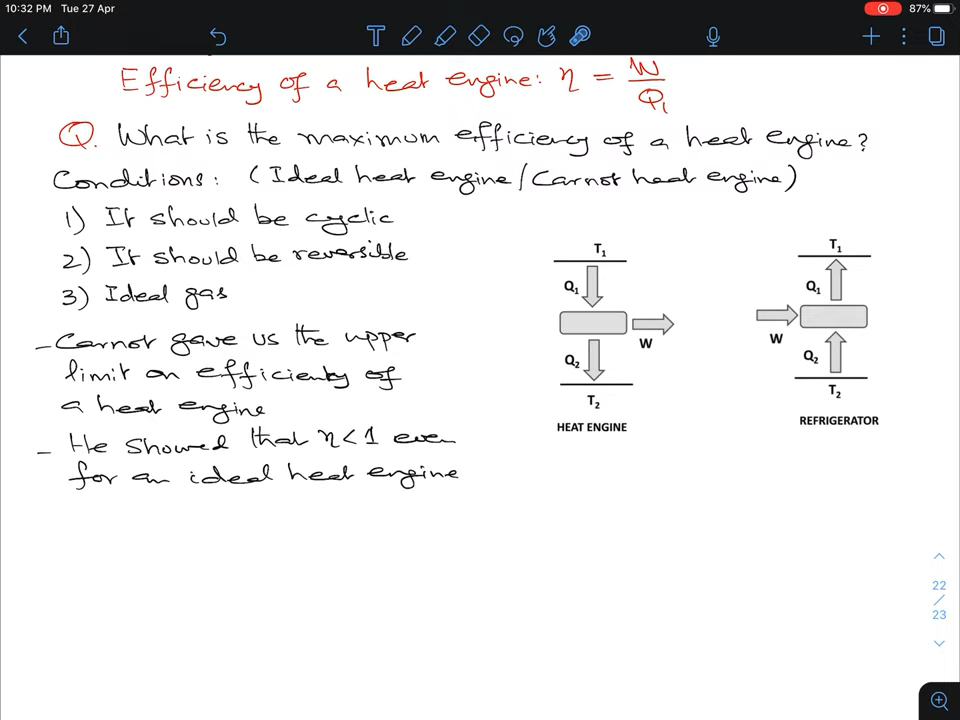 10:32 PM Tue 27 Apr
87%
Efficiency of a heat engine: η = W/Q₁
Q. What is the maximum efficiency of a heat engine?
Conditions: (Ideal heat engine/Carnot heat engine)
1) It should be cyclic
2) It should be reversible
3) Ideal gas
- Carnot gave us the upper
limit on efficiency of
a heat engine
- He showed that η<1 even
for an ideal heat engine
T₁
Q₁
W
Q₂
T₂
HEAT ENGINE
T₁
Q₁
W
Q₂
T₂
REFRIGERATOR
22
/
23